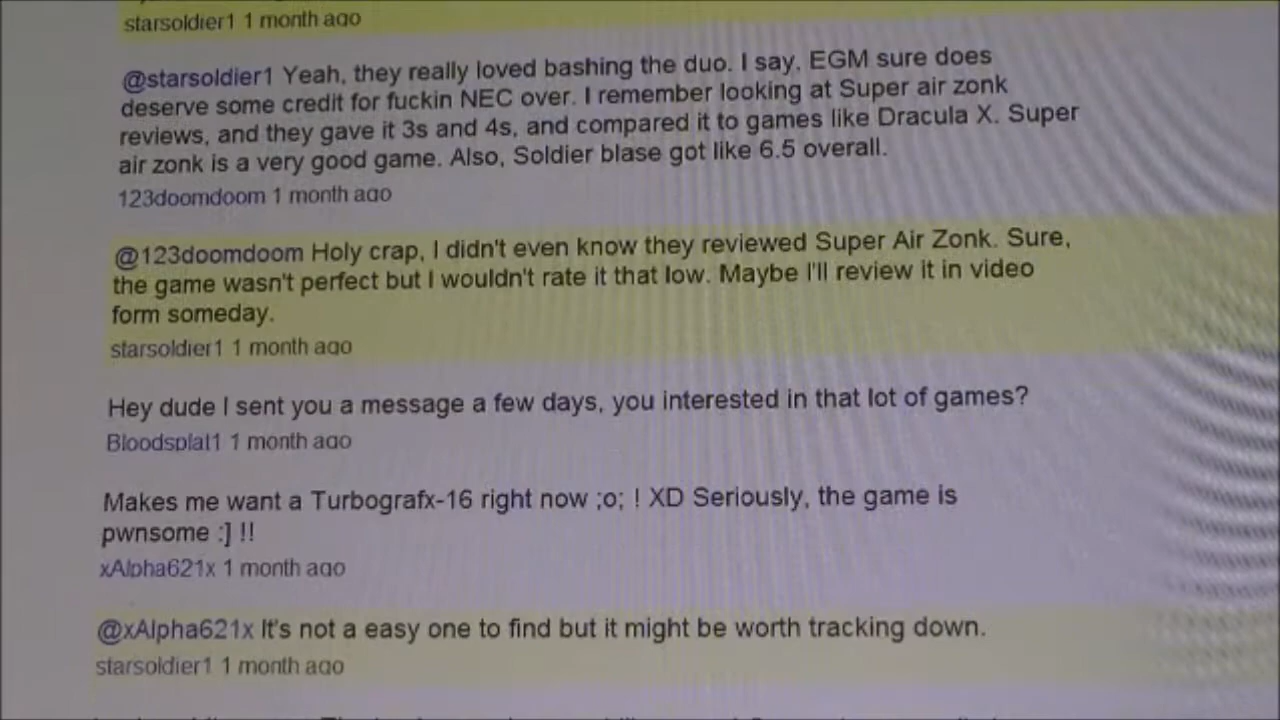 starsoldier1 1 month ago
@starsoldier1 Yeah, they really loved bashing the duo. I say, EGM sure does
deserve some credit for fuckin NEC over. I remember looking at Super air zonk
reviews, and they gave it 3s and 4s, and compared it to games like Dracula X. Super
air zonk is a very good game. Also, Soldier blase got like 6.5 overall.
123doomdoom 1 month ago
@123doomdoom Holy crap, I didn't even know they reviewed Super Air Zonk. Sure,
the game wasn't perfect but I wouldn't rate it that low. Maybe I'll review it in video
form someday.
starsoldier1 1 month ago
Hey dude I sent you a message a few days, you interested in that lot of games?
Bloodsplat1 1 month ago
Makes me want a Turbografx-16 right now ;o; ! XD Seriously, the game is
pwnsome :] !!
xAlpha621x 1 month ago
@xAlpha621x It's not a easy one to find but it might be worth tracking down.
starsoldier1 1 month ago